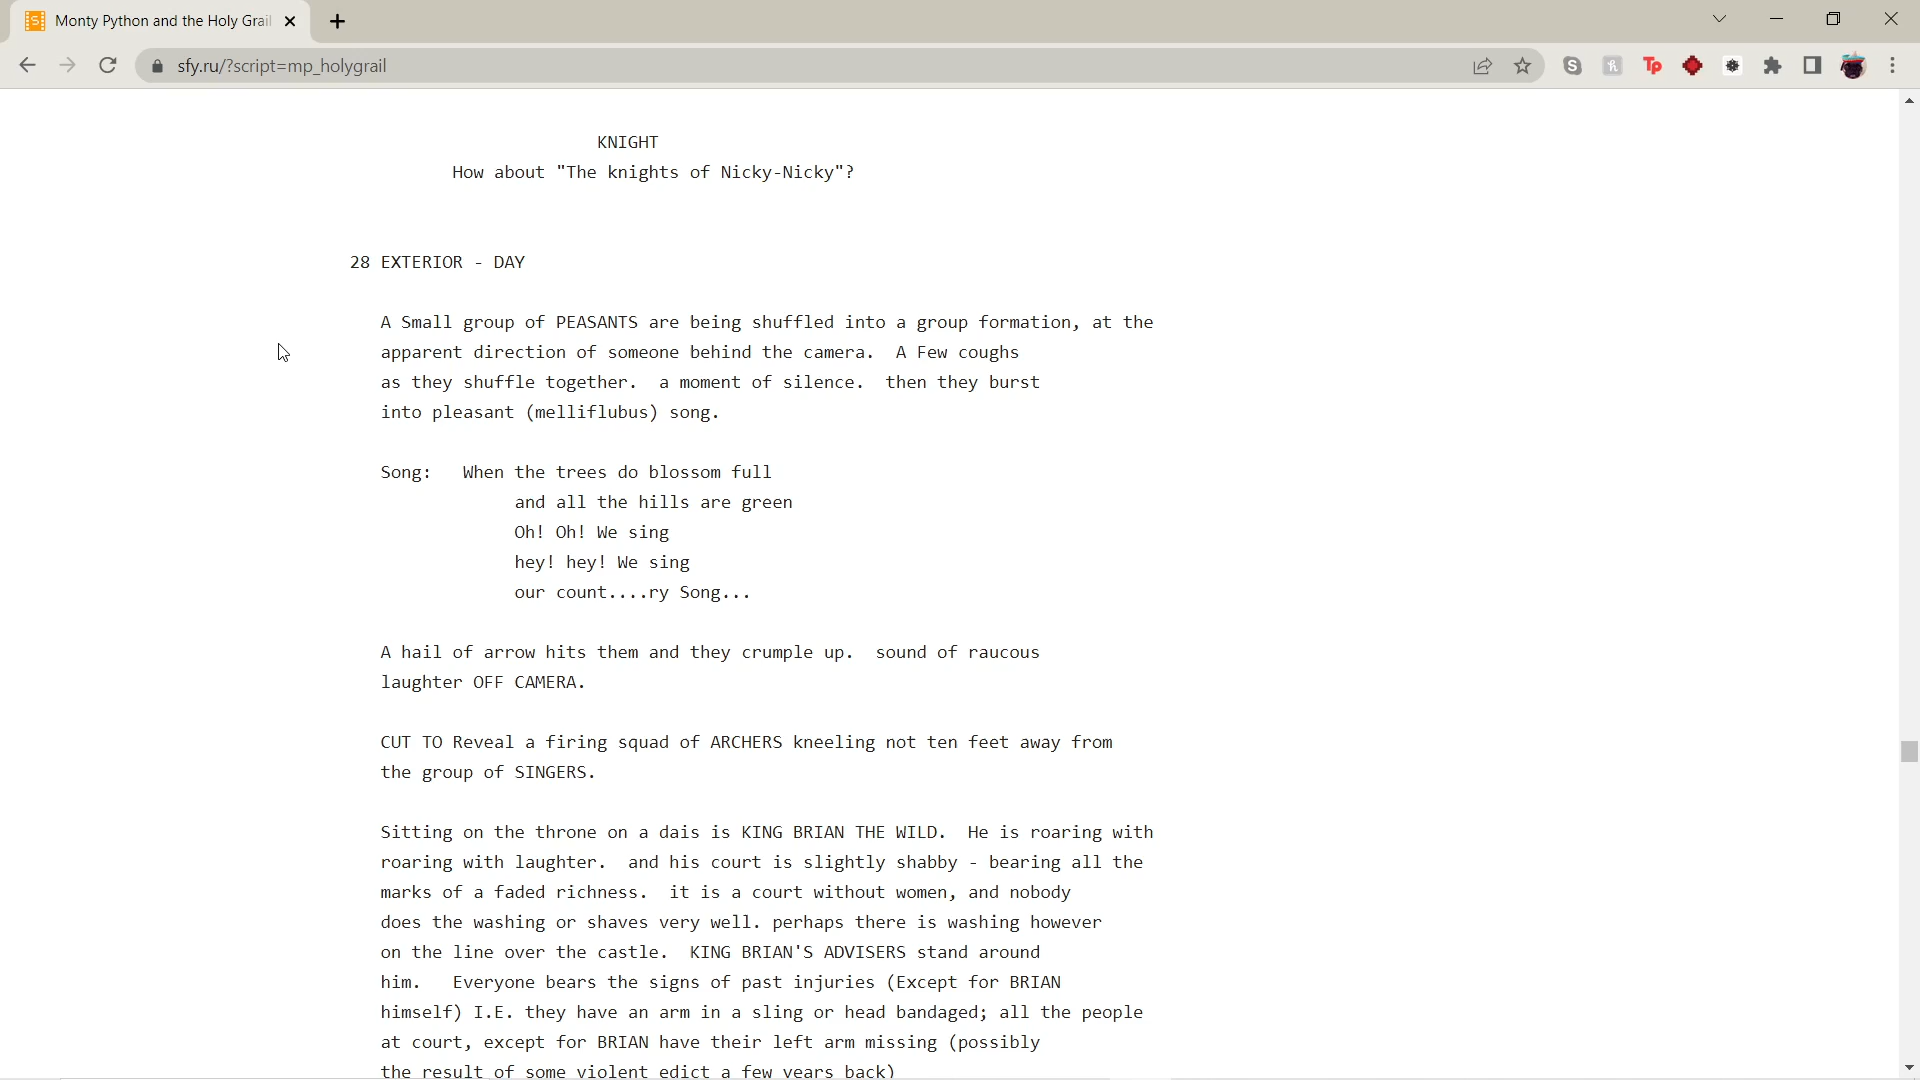 Monty Python and the Holy Grail
sfy.ru/?script=mp_holygrail
KNIGHT
How about "The knights of Nicky-Nicky"?
28 EXTERIOR - DAY
A Small group of PEASANTS are being shuffled into a group formation, at the
apparent direction of someone behind the camera.  A Few coughs
as they shuffle together.  a moment of silence.  then they burst
into pleasant (melliflubus) song.
Song:   When the trees do blossom full
and all the hills are green
Oh! Oh! We sing
hey! hey! We sing
our count....ry Song...
A hail of arrow hits them and they crumple up.  sound of raucous
laughter OFF CAMERA.
CUT TO Reveal a firing squad of ARCHERS kneeling not ten feet away from
the group of SINGERS.
Sitting on the throne on a dais is KING BRIAN THE WILD.  He is roaring with
roaring with laughter.  and his court is slightly shabby - bearing all the
marks of a faded richness.  it is a court without women, and nobody
does the washing or shaves very well. perhaps there is washing however
on the line over the castle.  KING BRIAN'S ADVISERS stand around
him.   Everyone bears the signs of past injuries (Except for BRIAN
himself) I.E. they have an arm in a sling or head bandaged; all the people
at court, except for BRIAN have their left arm missing (possibly
the result of some violent edict a few years back)